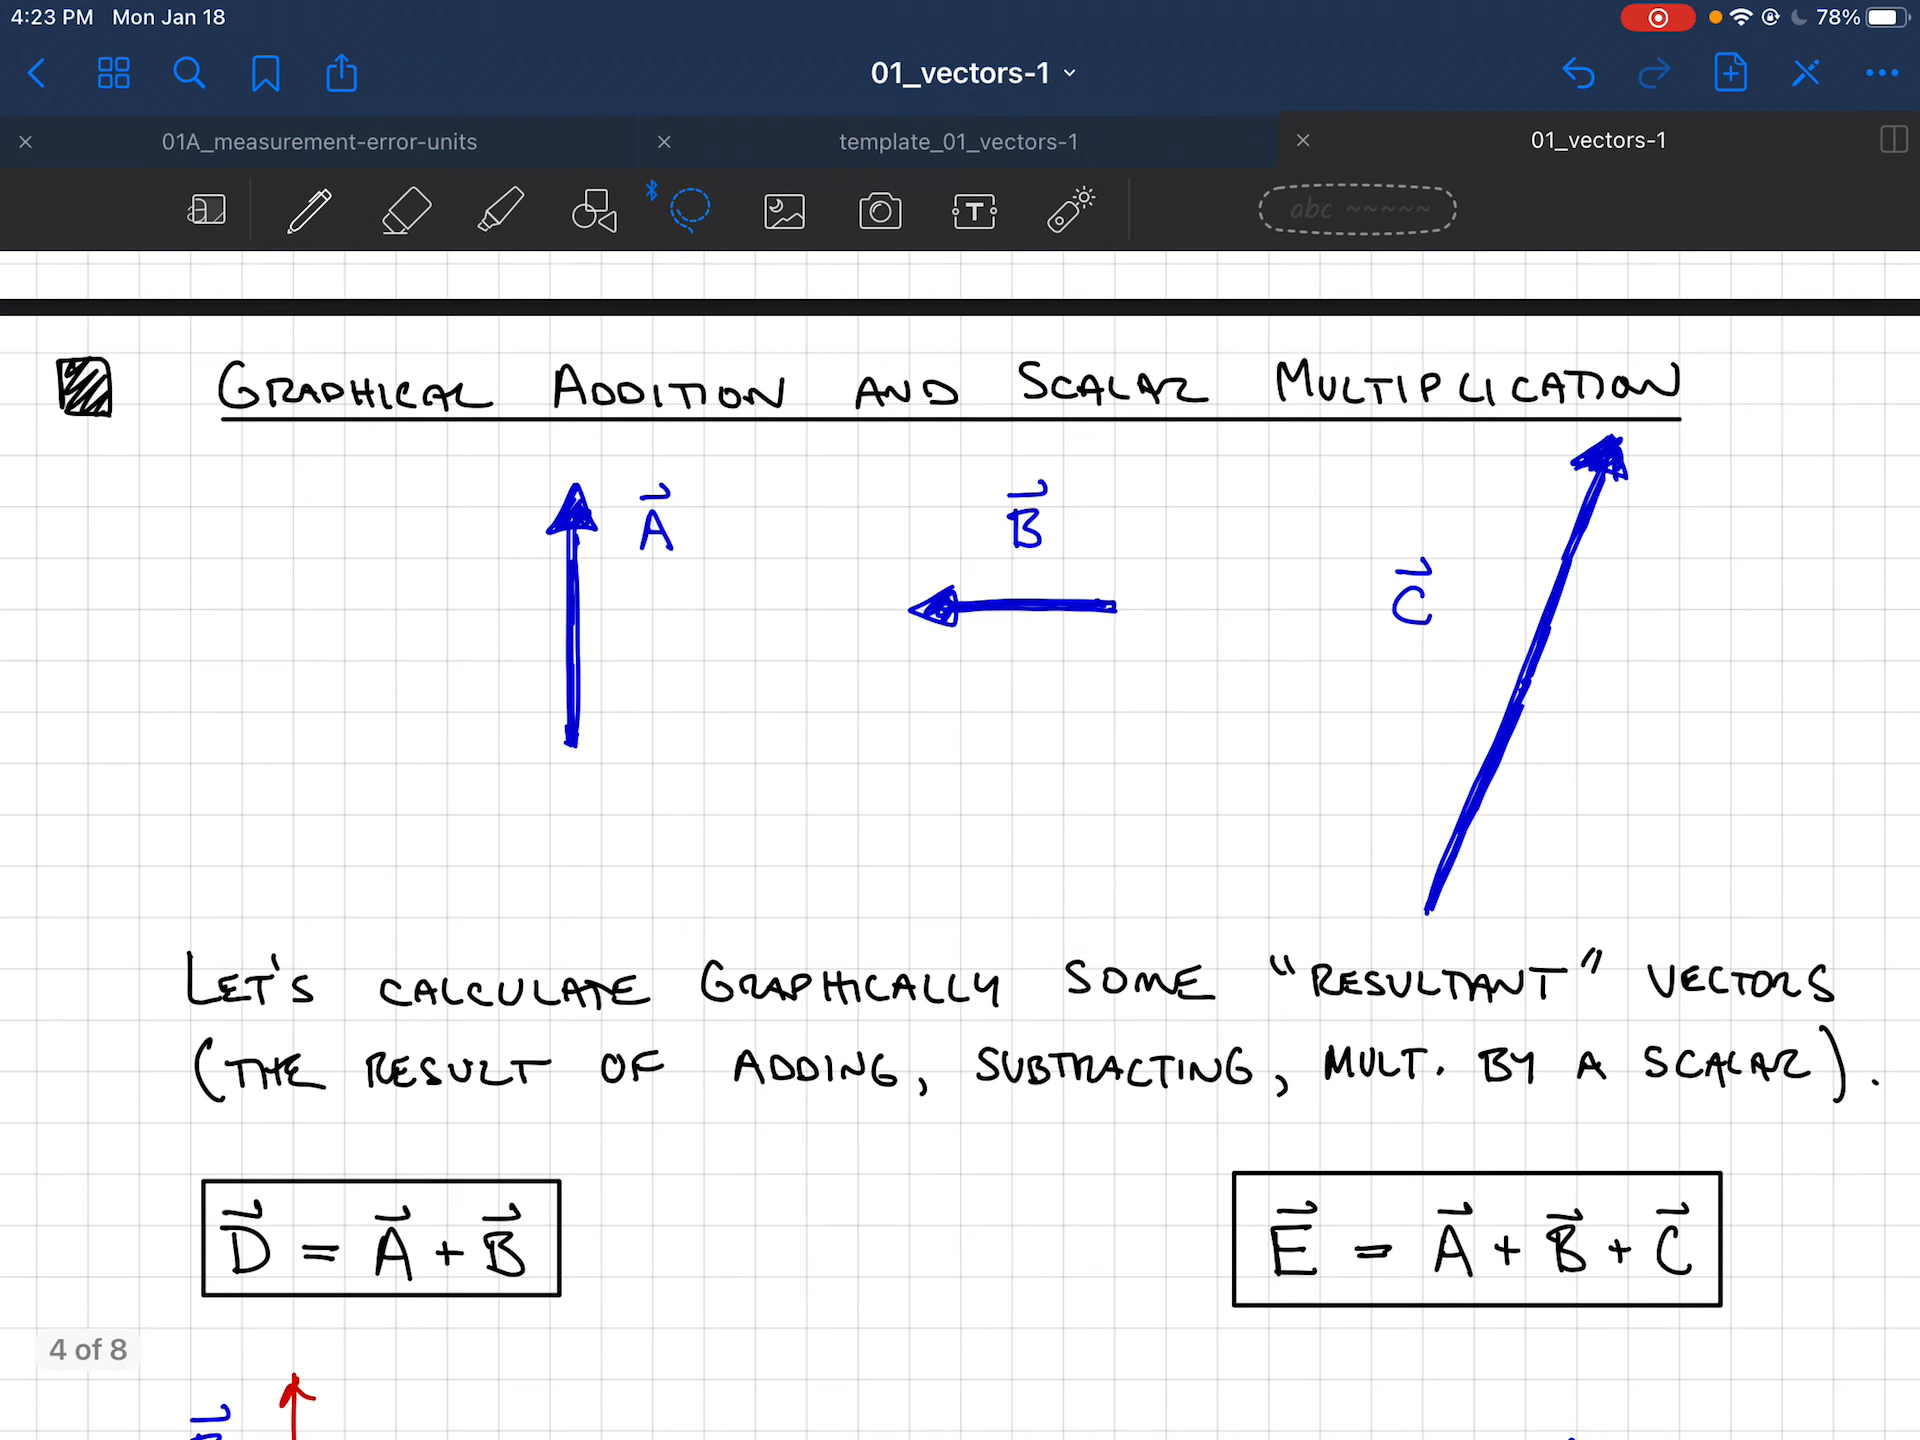 4:23 PM Mon Jan 18
78%
01_vectors-1
01A_measurement-error-units
template_01_vectors-1
01_vectors-1
a
T
abc
GRAPHICAL ADDITION AND SCALAR MULTIPLICATION
A
B
C
LET'S CALCULATE GRAPHICALLY SOME "RESULTANT" VECTORS
(THE RESULT OF ADDING, SUBTRACTING, MULT. BY A SCALAR).
D⃗ = A⃗ + B⃗
E⃗ = A⃗ + B⃗ + C⃗
4 of 8